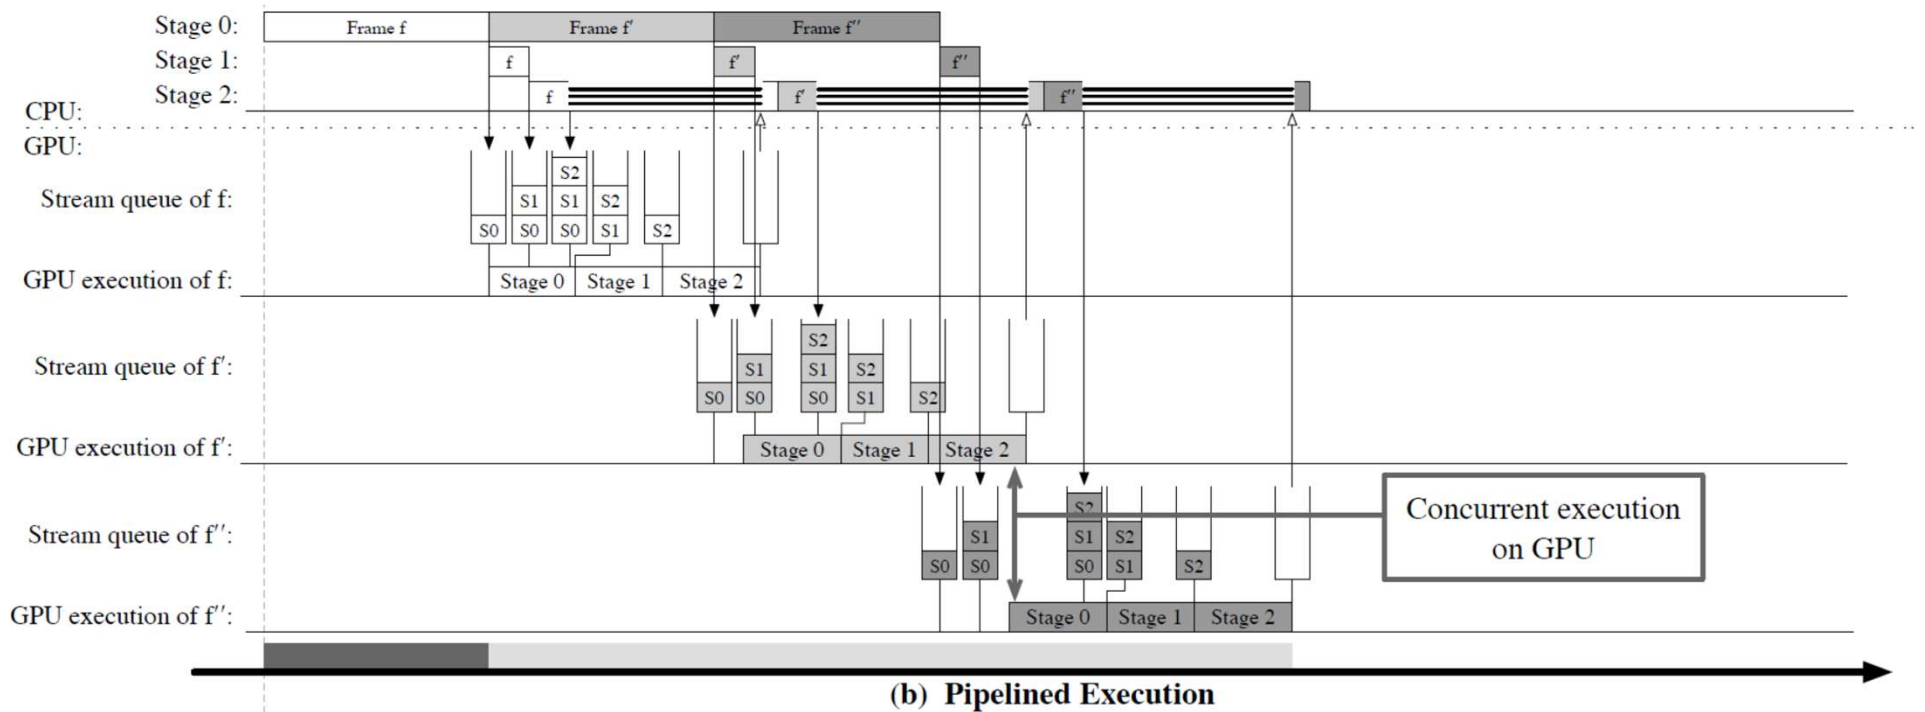 Stage 0: Frame f Frame f′ Frame f′′
Stage 1: f f′ f′′
Stage 2: f f′ f′′
CPU:
GPU:
S2 
Stream queue of f: S1 S1 S2
S0 S0 S0 S1 S2
GPU execution of f: Stage 0 Stage 1 Stage 2
S2
Stream queue of f′: S1 S1 S2
S0 S0 S0 S1 S2
GPU execution of f′: Stage 0 Stage 1 Stage 2
S2 Concurrent execution
Stream queue of f′′: S1 S1 S2 on GPU
S0 S0 S0 S1 S2
GPU execution of f′′: Stage 0 Stage 1 Stage 2
(b) Pipelined Execution